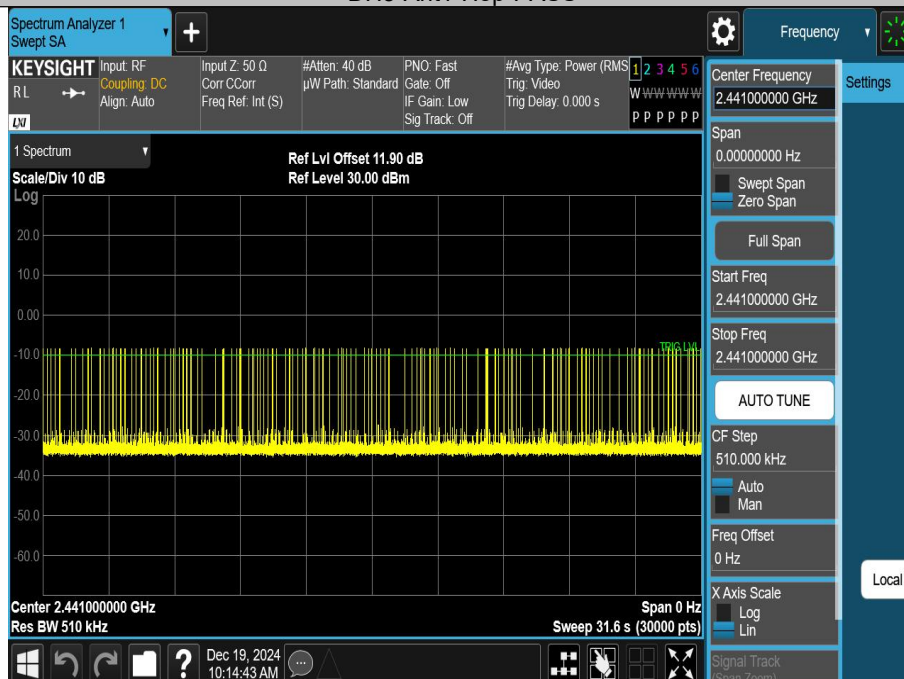 Spectrum Analyzer 1
Swept SA
+
Frequency
KEYSIGHT
RL
LXI
Input: RF
Coupling: DC
Align: Auto
Input Z: 50 Ω
Corr CCorr
Freq Ref: Int (S)
#Atten: 40 dB
µW Path: Standard
PNO: Fast
Gate: Off
IF Gain: Low
Sig Track: Off
#Avg Type: Power (RMS
Trig: Video
Trig Delay: 0.000 s
1 2 3 4 5 6
W W W W W W
P P P P P P
Center Frequency
2.441000000 GHz
Settings
Span
0.00000000 Hz
Swept Span
Zero Span
Full Span
Start Freq
2.441000000 GHz
Stop Freq
2.441000000 GHz
AUTO TUNE
CF Step
510.000 kHz
Auto
Man
Freq Offset
0 Hz
X Axis Scale
Log
Lin
Signal Track
(Span Zoom)
Local
1 Spectrum
Scale/Div 10 dB
Ref Lvl Offset 11.90 dB
Ref Level 30.00 dBm
Log
20.0
10.0
0.00
-10.0
-20.0
-30.0
-40.0
-50.0
-60.0
TRIG LVL
Center 2.441000000 GHz
Res BW 510 kHz
Span 0 Hz
Sweep 31.6 s (30000 pts)
?
Dec 19, 2024
10:14:43 AM